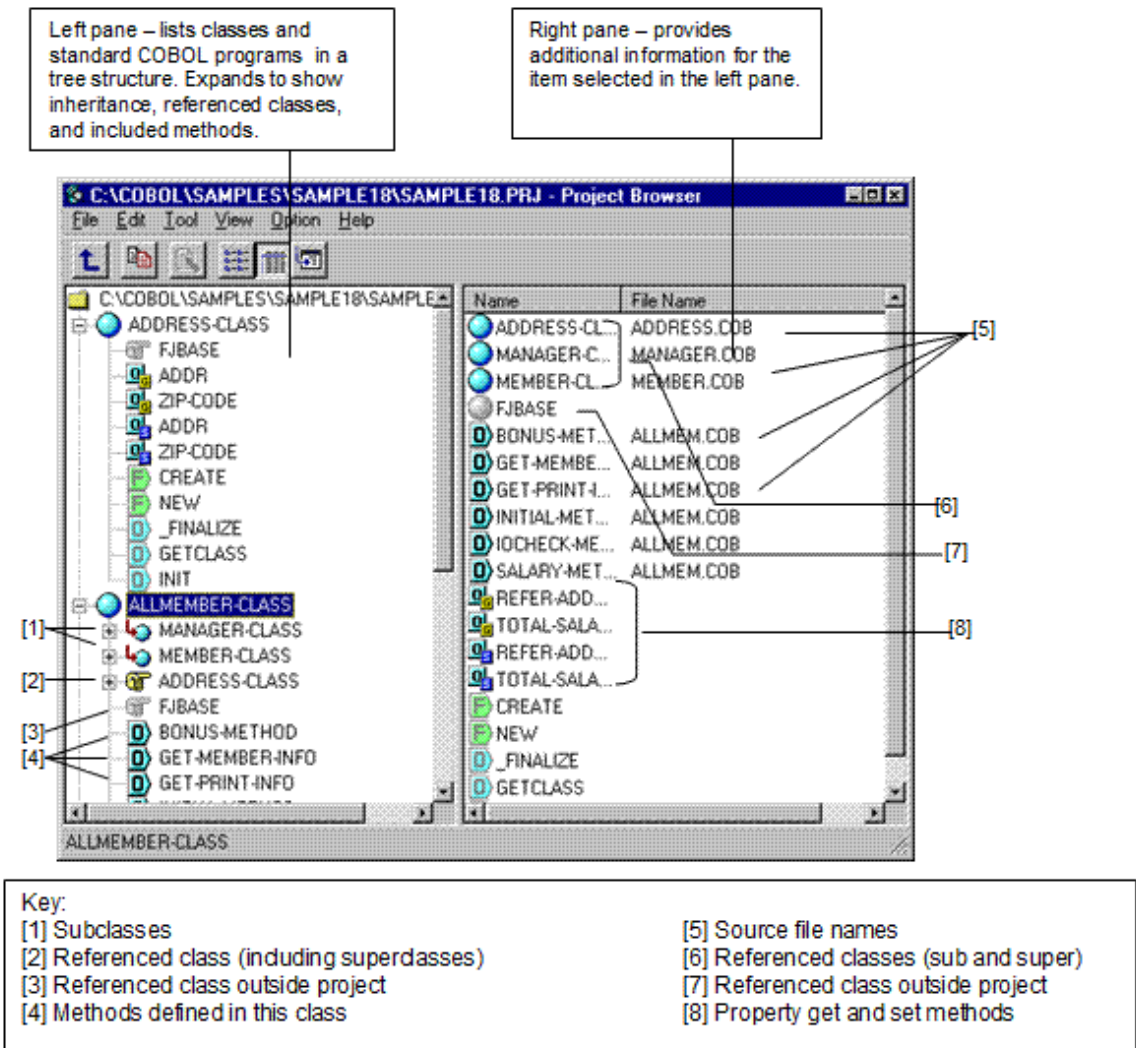 Left pane – lists classes and
standard COBOL programs in a
tree structure. Expands to show
inheritance, referenced classes,
and included methods.
Right pane – provides
additional information for the
item selected in the left pane.
C:\COBOL\SAMPLES\SAMPLE18\SAMPLE18.PRJ - Project Browser
File Edit Tool View Option Help
C:\COBOL\SAMPLES\SAMPLE18\SAMPLE
ADDRESS-CLASS
FJBASE
ADDR
ZIP-CODE
ADDR
ZIP-CODE
CREATE
NEW
_FINALIZE
GETCLASS
INIT
ALLMEMBER-CLASS
[1] MANAGER-CLASS
MEMBER-CLASS
[2] ADDRESS-CLASS
FJBASE
[3] BONUS-METHOD
[4] GET-MEMBER-INFO
GET-PRINT-INFO
Name File Name
ADDRESS-CL... ADDRESS.COB [5]
MANAGER-C... MANAGER.COB
MEMBER-CL... MEMBER.COB
FJBASE
BONUS-MET... ALLMEM.COB
GET-MEMBE... ALLMEM.COB
GET-PRINT-I... ALLMEM.COB
[6]
INITIAL-MET... ALLMEM.COB
IOCHECK-ME... ALLMEM.COB
[7]
SALARY-MET... ALLMEM.COB
REFER-ADD...
TOTAL-SALA...
[8]
REFER-ADD...
TOTAL-SALA...
CREATE
NEW
_FINALIZE
GETCLASS
ALLMEMBER-CLASS
Key:
[1] Subclasses
[2] Referenced class (including superclasses)
[3] Referenced class outside project
[4] Methods defined in this class
[5] Source file names
[6] Referenced classes (sub and super)
[7] Referenced class outside project
[8] Property get and set methods